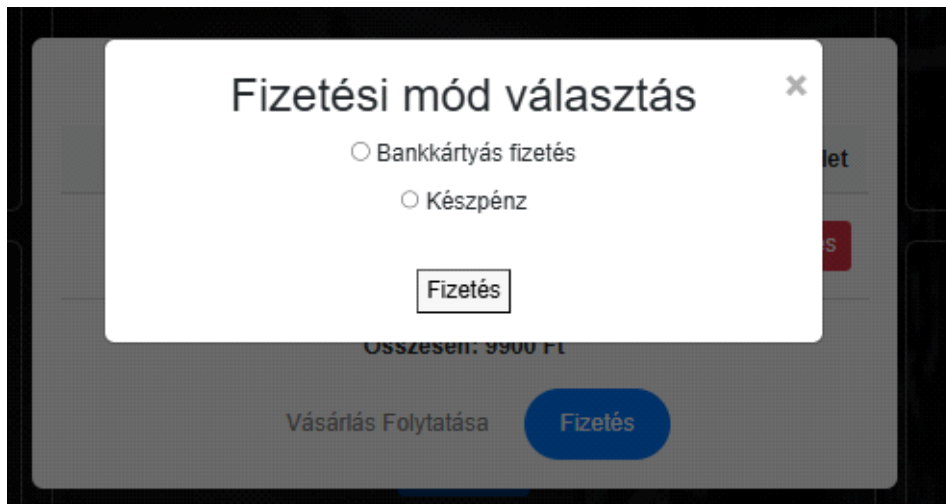 Fizetési mód választás
×
Bankkártyás fizetés
Készpénz
Fizetés
Összesen: 9900 Ft
Vásárlás Folytatása
Fizetés